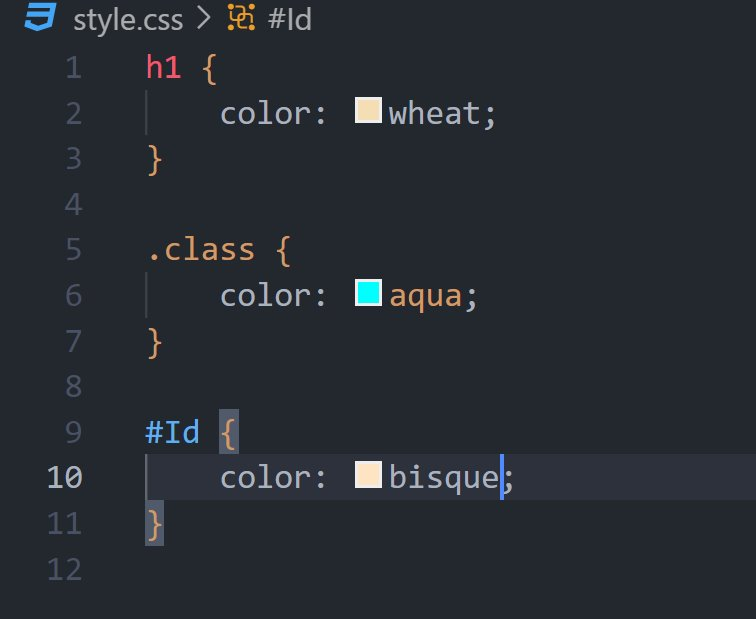 style.css > #Id
1 h1 {
2 color: wheat;
3 }
4
5 .class {
6 color: aqua;
7 }
8
9 #Id {
10 color: bisque;
11 }
12